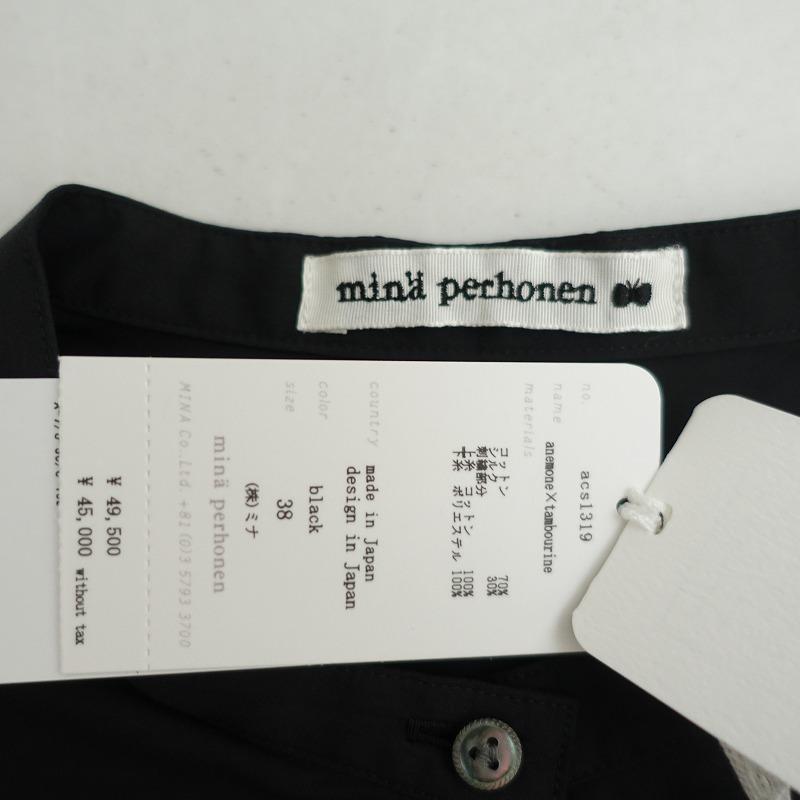 minä perhonen
no. acs1319
name anemone×tambourine
materials
コットン 70%
シルク 30%
刺繍部分
上糸 コットン 100%
下糸 ポリエステル 100%
country made in Japan
design in Japan
color black
size 38
(株)ミナ
minä perhonen
MINA Co.,Ltd. +81 (0)3 5793 3700
¥ 49,500
¥ 45,000 without tax